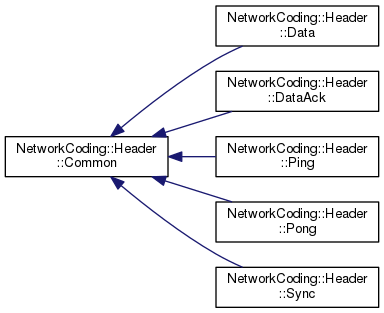 NetworkCoding::Header
::Data
NetworkCoding::Header
::DataAck
NetworkCoding::Header
::Common
NetworkCoding::Header
::Ping
NetworkCoding::Header
::Pong
NetworkCoding::Header
::Sync